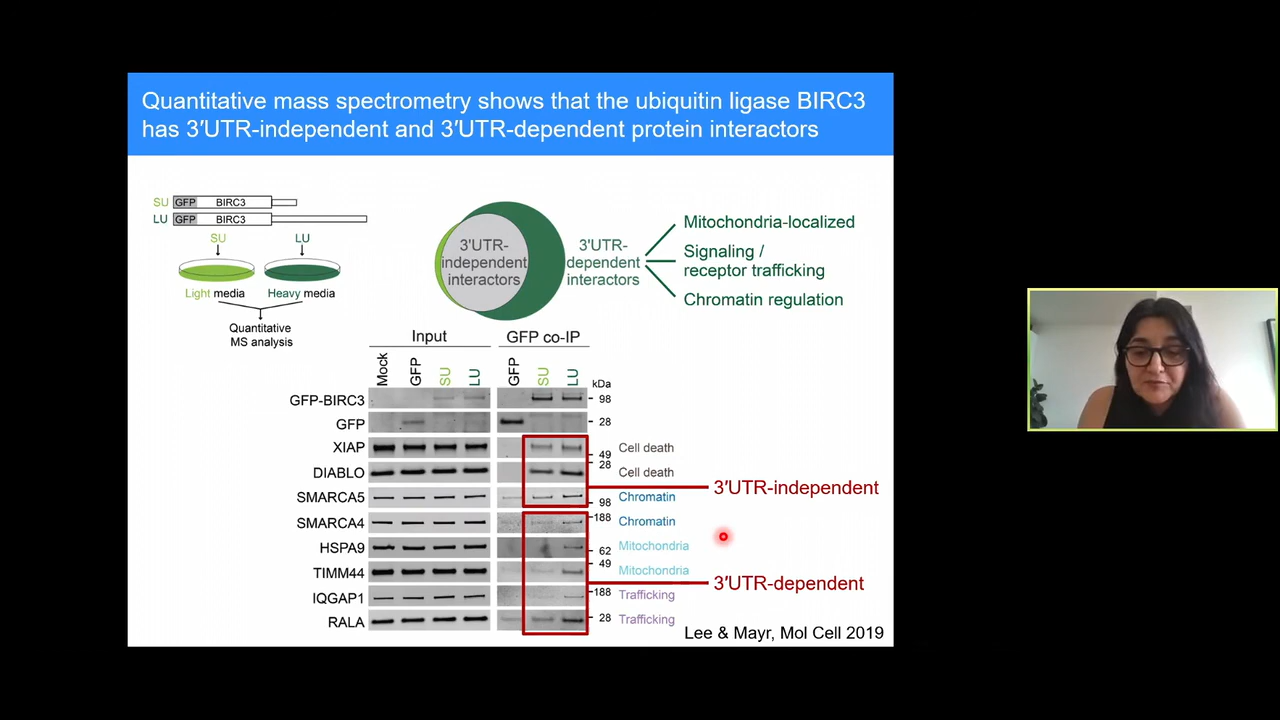 Quantitative mass spectrometry shows that the ubiquitin ligase BIRC3
has 3′UTR-independent and 3′UTR-dependent protein interactors
SU GFP BIRC3
LU GFP BIRC3
SU LU
Light media Heavy media
Quantitative
MS analysis
3′UTR-
independent
interactors
3′UTR-
dependent
interactors
Mitochondria-localized
Signaling /
receptor trafficking
Chromatin regulation
Input GFP co-IP
Mock GFP SU LU GFP SU LU
kDa
GFP-BIRC3 98
GFP 28
XIAP 49 Cell death
DIABLO 28 Cell death
SMARCA5 98 Chromatin
3′UTR-independent
SMARCA4 188 Chromatin
HSPA9 62 Mitochondria
TIMM44 49 Mitochondria
3′UTR-dependent
IQGAP1 188 Trafficking
RALA 28 Trafficking
Lee & Mayr, Mol Cell 2019